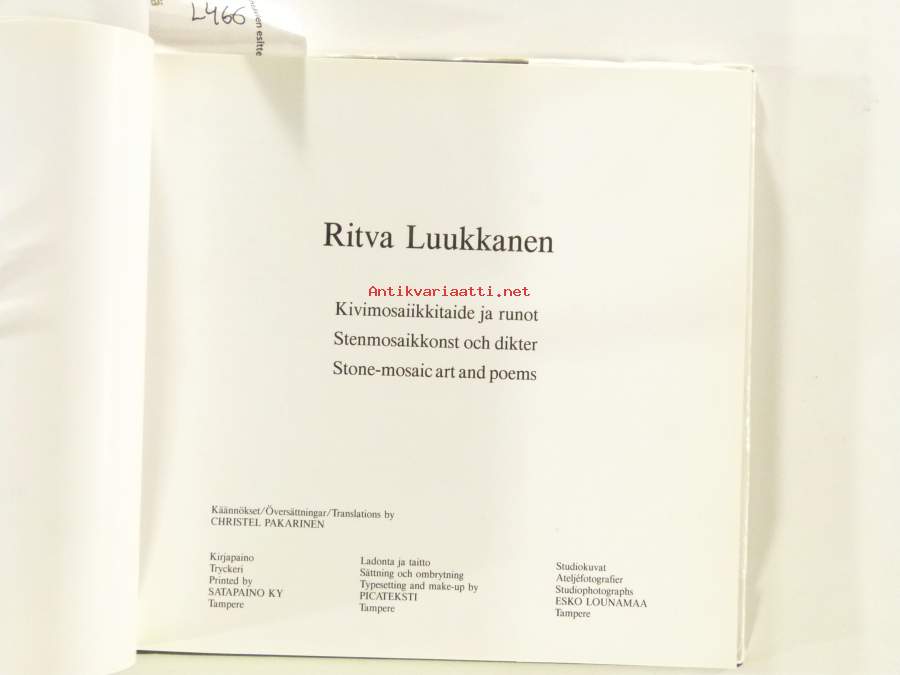 L466
esitte
Ritva Luukkanen
Antikvariaatti.net
Kivimosaiikkitaide ja runot
Stenmosaikkonst och dikter
Stone-mosaic art and poems
Käännökset/Översättningar/Translations by
CHRISTEL PAKARINEN
Kirjapaino
Tryckeri
Printed by
SATAPAINO KY
Tampere
Ladonta ja taitto
Sättning och ombrytning
Typesetting and make-up by
PICATEKSTI
Tampere
Studiokuvat
Ateljéfotografier
Studiophotographs
ESKO LOUNAMAA
Tampere